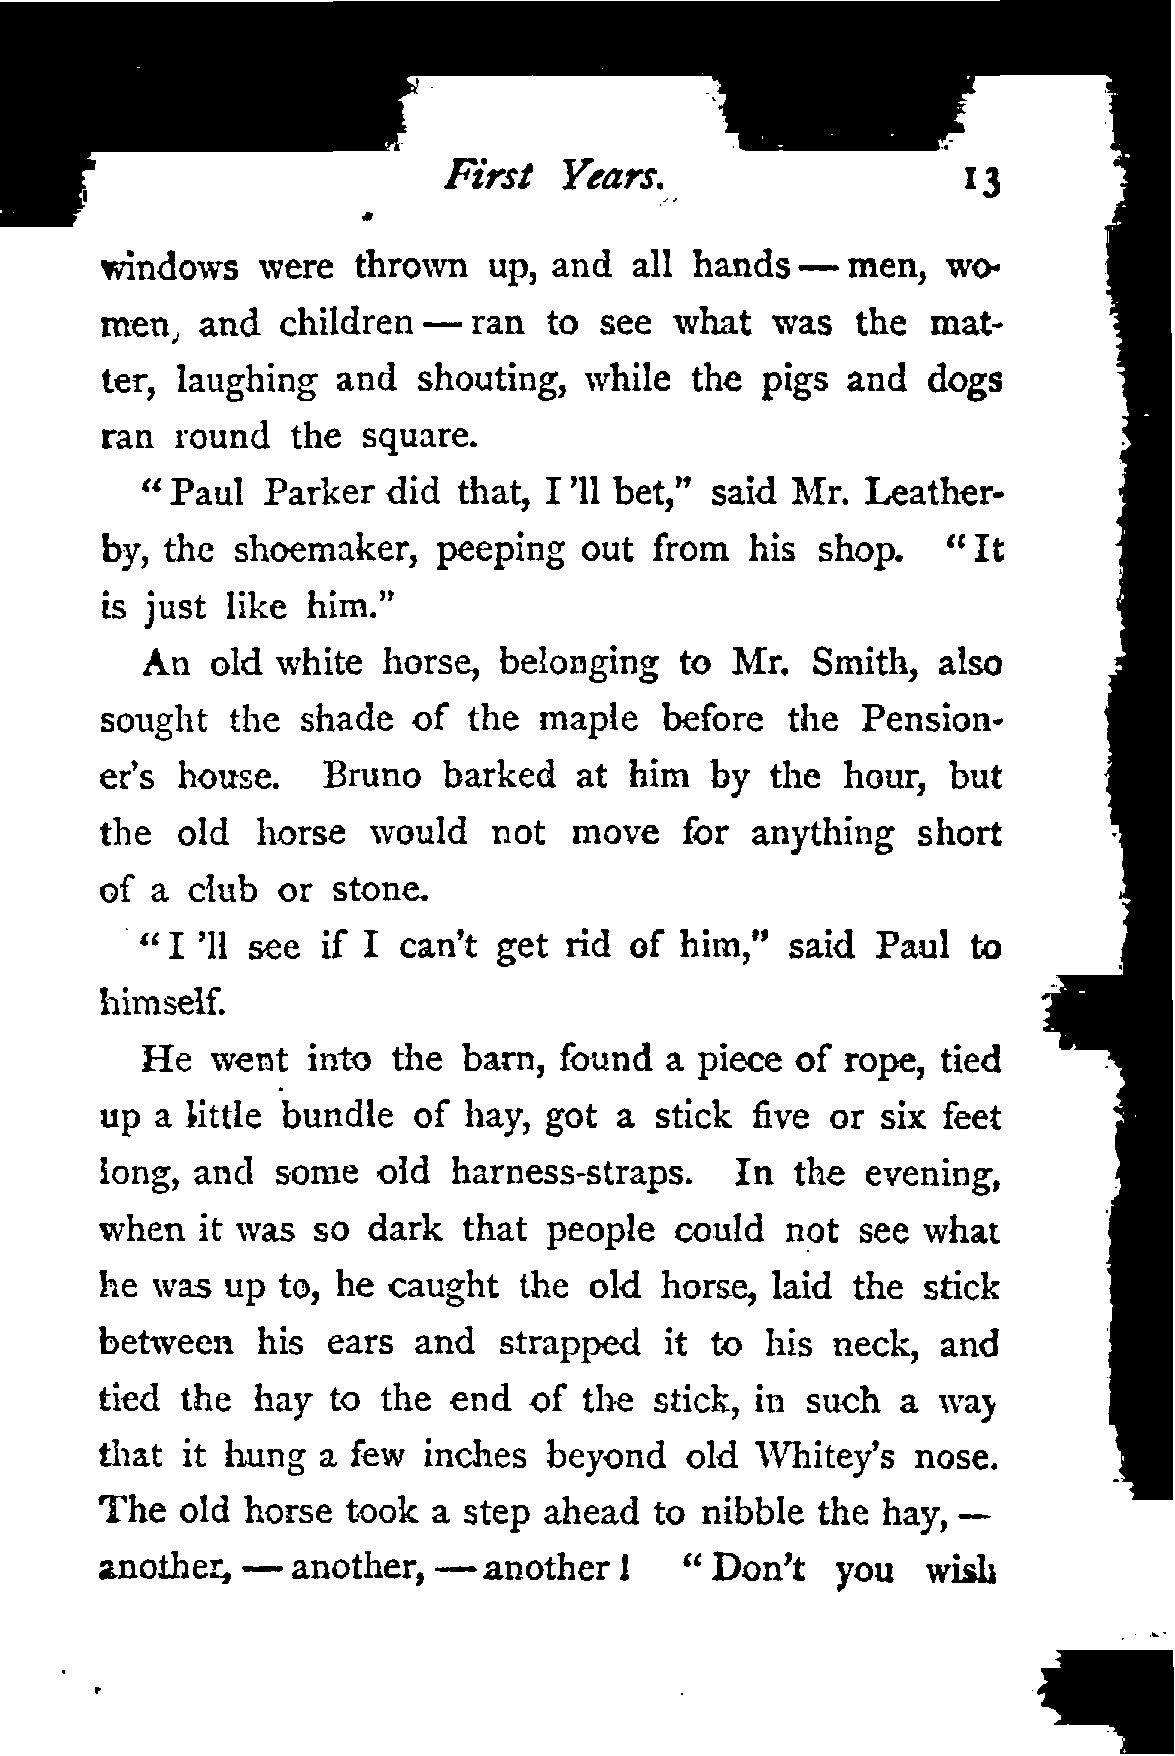 First Years. 13
windows were thrown up, and all hands — men, wo-
men, and children — ran to see what was the mat-
ter, laughing and shouting, while the pigs and dogs
ran round the square.
“Paul Parker did that, I ’ll bet,” said Mr. Leather-
by, the shoemaker, peeping out from his shop. “It
is just like him.”
An old white horse, belonging to Mr. Smith, also
sought the shade of the maple before the Pension-
er’s house. Bruno barked at him by the hour, but
the old horse would not move for anything short
of a club or stone.
“I ’ll see if I can’t get rid of him,” said Paul to
himself.
He went into the barn, found a piece of rope, tied
up a little bundle of hay, got a stick five or six feet
long, and some old harness-straps. In the evening,
when it was so dark that people could not see what
he was up to, he caught the old horse, laid the stick
between his ears and strapped it to his neck, and
tied the hay to the end of the stick, in such a way
that it hung a few inches beyond old Whitey’s nose.
The old horse took a step ahead to nibble the hay, —
another, — another, — another! “Don’t you wish